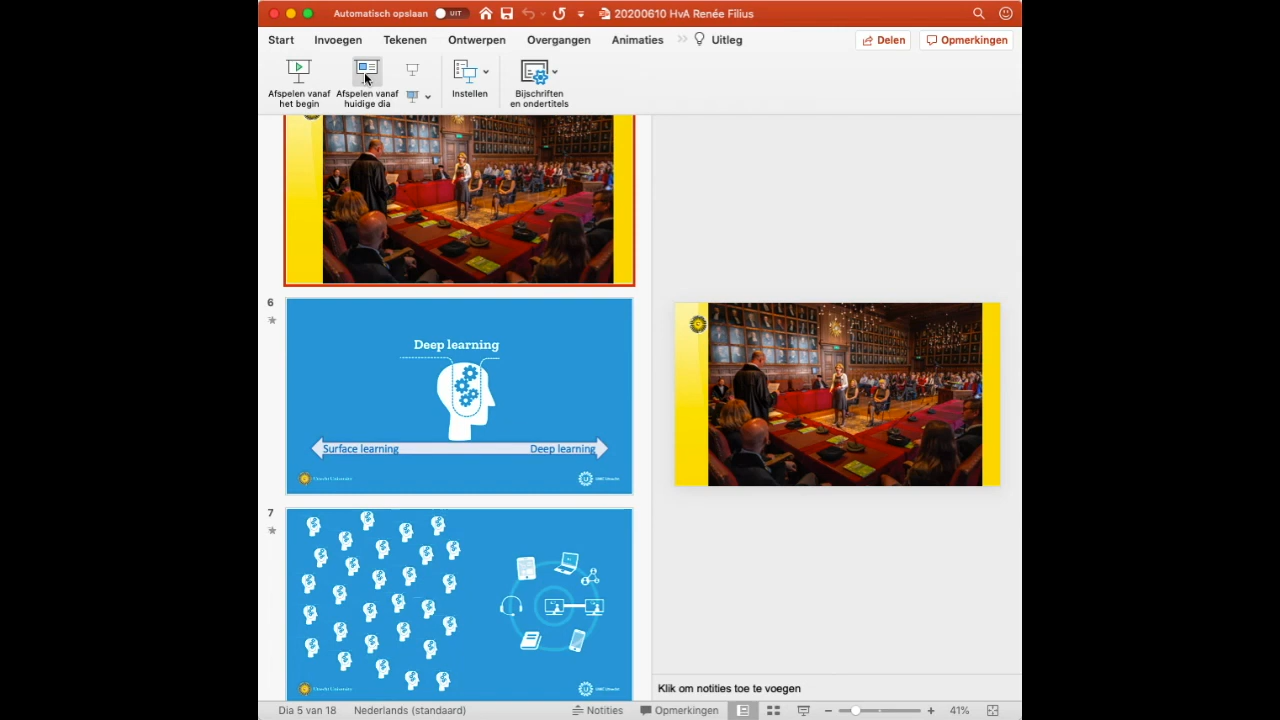 Automatisch opslaan UIT 20200610 HvA Renée Filius
Start Invoegen Tekenen Ontwerpen Overgangen Animaties Uitleg Delen Opmerkingen
Afspelen vanaf het begin
Afspelen vanaf huidige dia
Instellen
Bijschriften en ondertitels
6
Deep learning
Surface learning Deep learning
7
Klik om notities toe te voegen
Dia 5 van 18 Nederlands (standaard) Notities Opmerkingen 41%